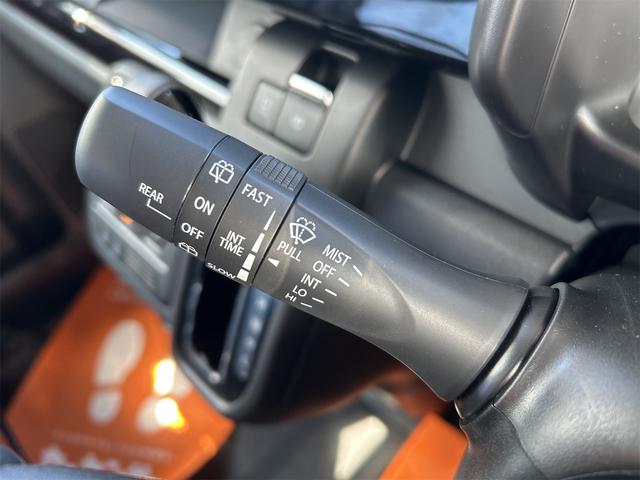 REAR
ON
OFF
FAST
INT
TIME
SLOW
PULL
MIST
OFF
INT
LO
HI